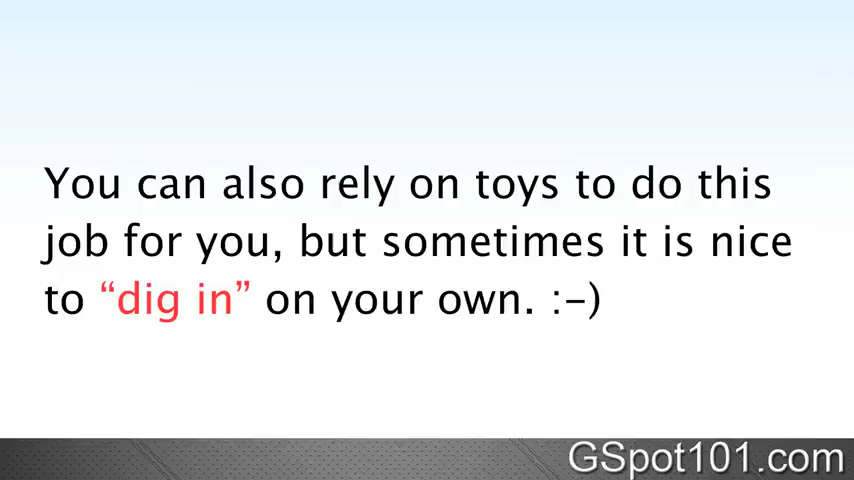 You can also rely on toys to do this
job for you, but sometimes it is nice
to “dig in” on your own. :-)
GSpot101.com